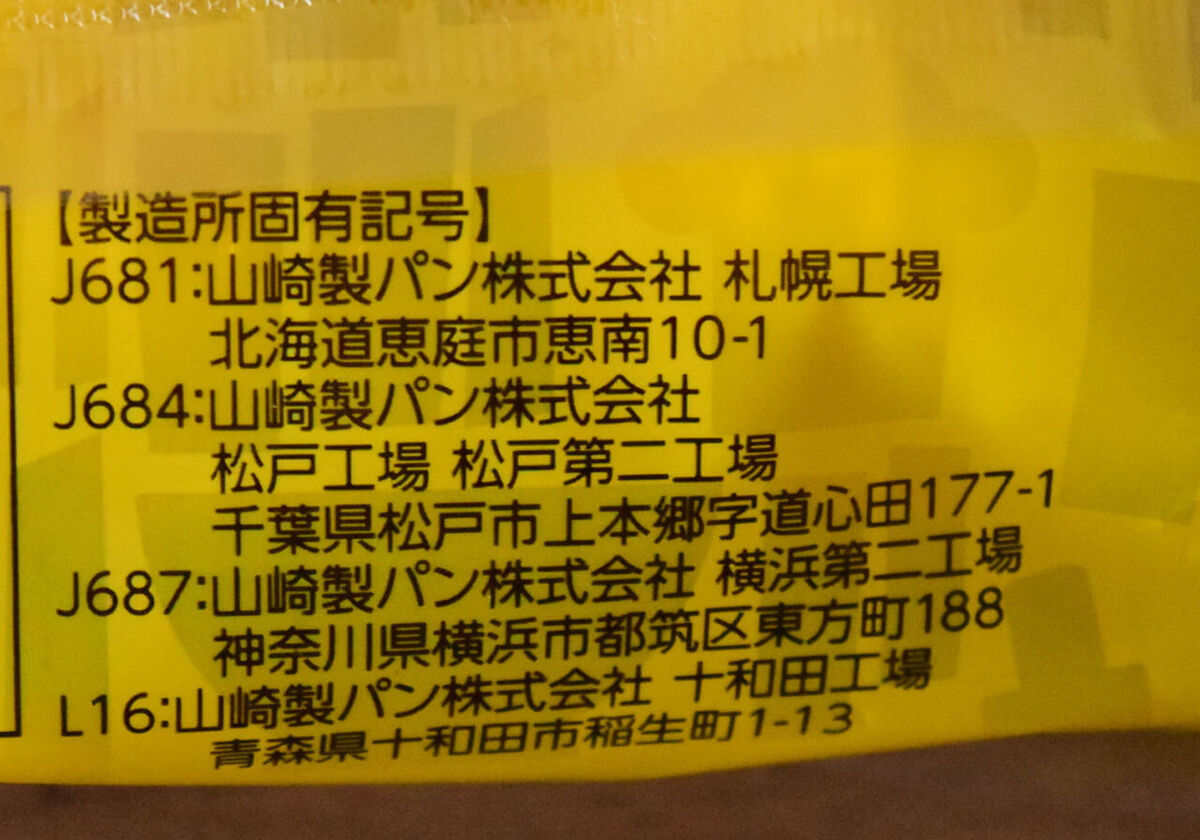 【製造所固有記号】
J681:山崎製パン株式会社 札幌工場
北海道恵庭市恵南10-1
J684:山崎製パン株式会社
松戸工場 松戸第二工場
千葉県松戸市上本郷字道心田177-1
J687:山崎製パン株式会社 横浜第二工場
神奈川県横浜市都筑区東方町188
L16:山崎製パン株式会社 十和田工場
青森県十和田市稲生町1-13